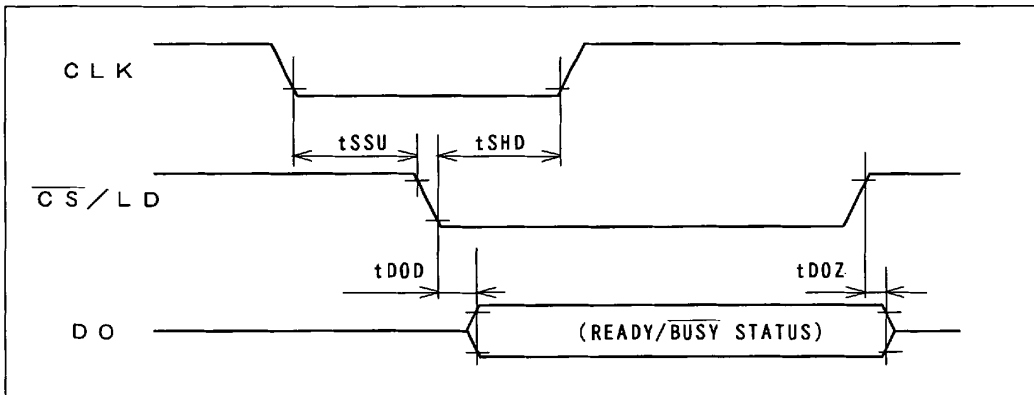 CLK
tSSU
tSHD
CS/LD
tDOD
tDOZ
DO
(READY/BUSY STATUS)